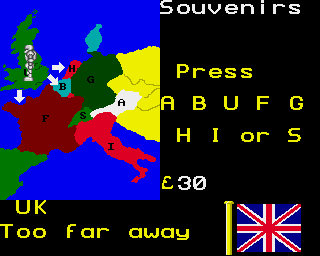 Souvenirs
Press
A B U F G
H I or S
£30
UK
Too far away
H
B
G
A
F
S
I